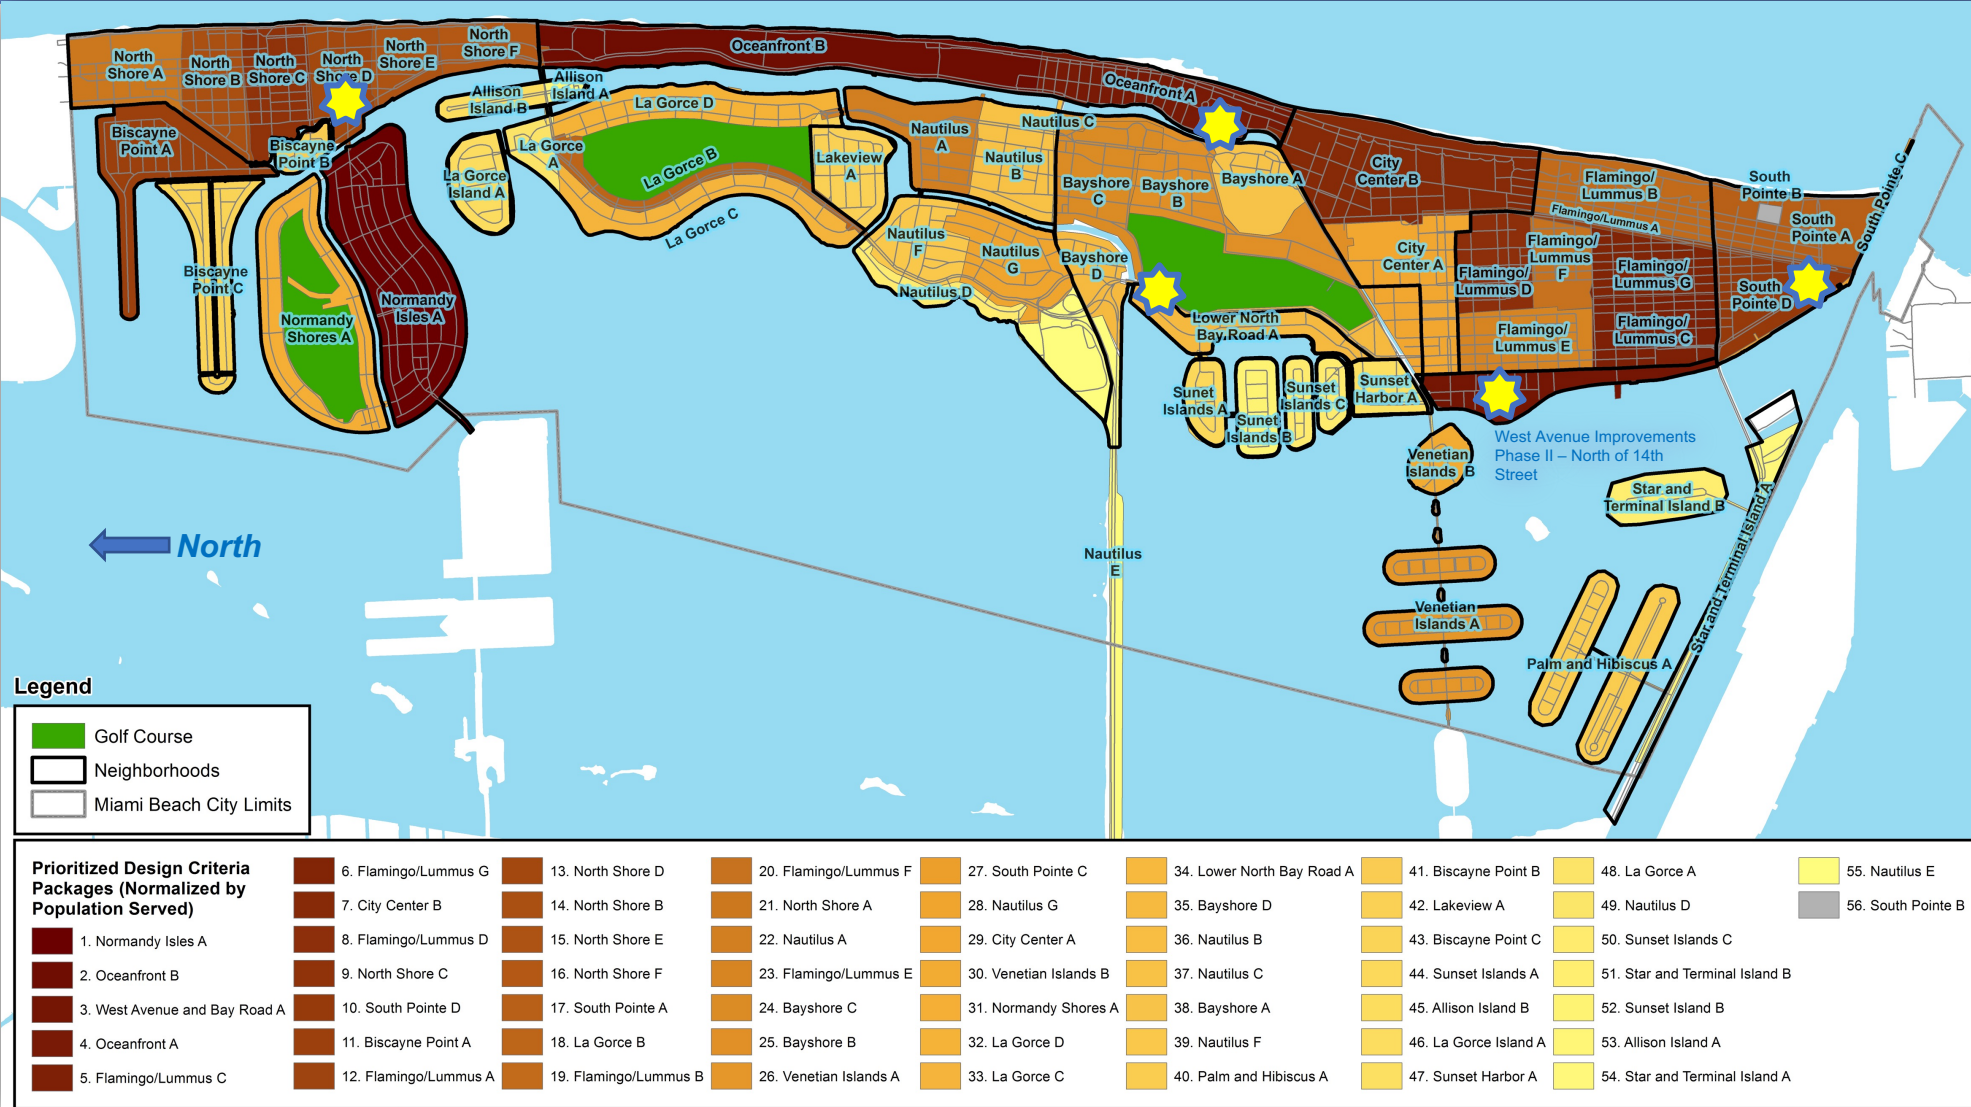 North
Shore A
North
Shore B
North
Shore C
North
Shore D
North
Shore E
North
Shore F
Oceanfront B
Oceanfront A
Allison
Island A
Allison
Island B
Biscayne
Point A
Biscayne
Point B
Biscayne
Point C
Normandy
Shores A
Normandy
Isles A
La Gorce
Island A
La Gorce
A
La Gorce D
La Gorce B
La Gorce C
Lakeview
A
Nautilus
A
Nautilus C
Nautilus
B
Nautilus
F
Nautilus
G
Nautilus D
Bayshore
C
Bayshore
B
Bayshore A
Bayshore
D
City
Center B
City
Center A
Flamingo/
Lummus B
Flamingo/Lummus A
Flamingo/
Lummus
F
Flamingo/
Lummus D
Flamingo/
Lummus G
Flamingo/
Lummus E
Flamingo/
Lummus C
South
Pointe B
South
Pointe A
South Pointe C
South
Pointe D
Lower North
Bay Road A
Sunet
Islands A
Sunet
Islands B
Sunset
Islands C
Sunset
Harbor A
Venetian
Islands B
West Avenue Improvements
Phase II – North of 14th
Street
Star and
Terminal Island B
Star and Terminal Island A
Nautilus
E
Venetian
Islands A
Palm and Hibiscus A
North
Legend
Golf Course
Neighborhoods
Miami Beach City Limits
Prioritized Design Criteria
Packages (Normalized by
Population Served)
1. Normandy Isles A
2. Oceanfront B
3. West Avenue and Bay Road A
4. Oceanfront A
5. Flamingo/Lummus C
6. Flamingo/Lummus G
7. City Center B
8. Flamingo/Lummus D
9. North Shore C
10. South Pointe D
11. Biscayne Point A
12. Flamingo/Lummus A
13. North Shore D
14. North Shore B
15. North Shore E
16. North Shore F
17. South Pointe A
18. La Gorce B
19. Flamingo/Lummus B
20. Flamingo/Lummus F
21. North Shore A
22. Nautilus A
23. Flamingo/Lummus E
24. Bayshore C
25. Bayshore B
26. Venetian Islands A
27. South Pointe C
28. Nautilus G
29. City Center A
30. Venetian Islands B
31. Normandy Shores A
32. La Gorce D
33. La Gorce C
34. Lower North Bay Road A
35. Bayshore D
36. Nautilus B
37. Nautilus C
38. Bayshore A
39. Nautilus F
40. Palm and Hibiscus A
41. Biscayne Point B
42. Lakeview A
43. Biscayne Point C
44. Sunset Islands A
45. Allison Island B
46. La Gorce Island A
47. Sunset Harbor A
48. La Gorce A
49. Nautilus D
50. Sunset Islands C
51. Star and Terminal Island B
52. Sunset Island B
53. Allison Island A
54. Star and Terminal Island A
55. Nautilus E
56. South Pointe B